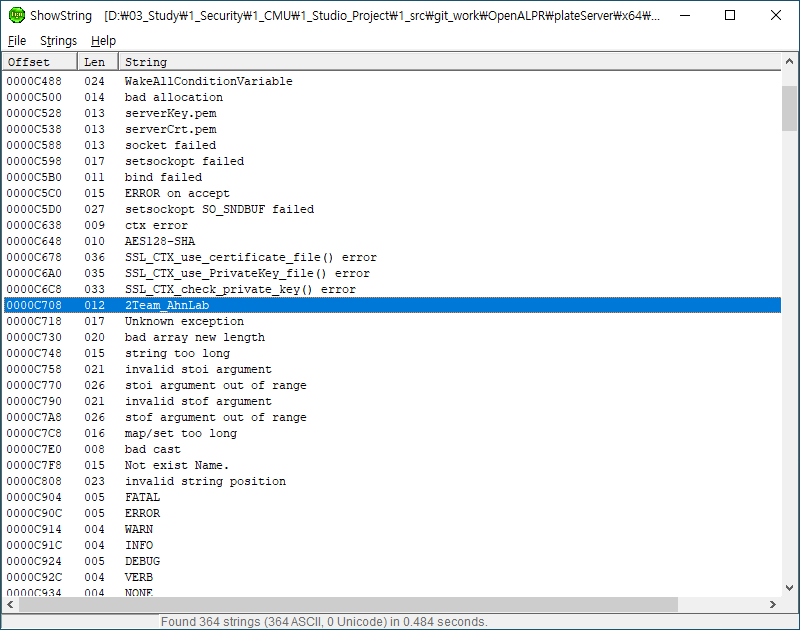 ShowString [D:₩03_Study₩1_Security₩1_CMU₩1_Studio_Project₩1_src₩git_work₩OpenALPR₩plateServer₩x64₩...
File Strings Help
Offset Len String
0000C488 024 WakeAllConditionVariable
0000C500 014 bad allocation
0000C528 013 serverKey.pem
0000C538 013 serverCrt.pem
0000C588 013 socket failed
0000C598 017 setsockopt failed
0000C5B0 011 bind failed
0000C5C0 015 ERROR on accept
0000C5D0 027 setsockopt SO_SNDBUF failed
0000C638 009 ctx error
0000C648 010 AES128-SHA
0000C678 036 SSL_CTX_use_certificate_file() error
0000C6A0 035 SSL_CTX_use_PrivateKey_file() error
0000C6C8 033 SSL_CTX_check_private_key() error
0000C708 012 2Team_AhnLab
0000C718 017 Unknown exception
0000C730 020 bad array new length
0000C748 015 string too long
0000C758 021 invalid stoi argument
0000C770 026 stoi argument out of range
0000C790 021 invalid stof argument
0000C7A8 026 stof argument out of range
0000C7C8 016 map/set too long
0000C7E0 008 bad cast
0000C7F8 015 Not exist Name.
0000C808 023 invalid string position
0000C904 005 FATAL
0000C90C 005 ERROR
0000C914 004 WARN
0000C91C 004 INFO
0000C924 005 DEBUG
0000C92C 004 VERB
0000C934 004 NONE
Found 364 strings (364 ASCII, 0 Unicode) in 0.484 seconds.